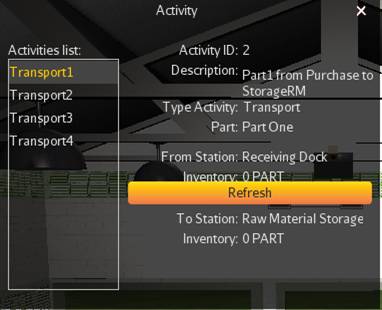 Activity
Activities list:
Transport1
Transport2
Transport3
Transport4
Activity ID: 2
Description: Part1 from Purchase to
StorageRM
Type Activity: Transport
Part: Part One
From Station: Receiving Dock
Inventory: 0 PART
Refresh
To Station: Raw Material Storage
Inventory: 0 PART